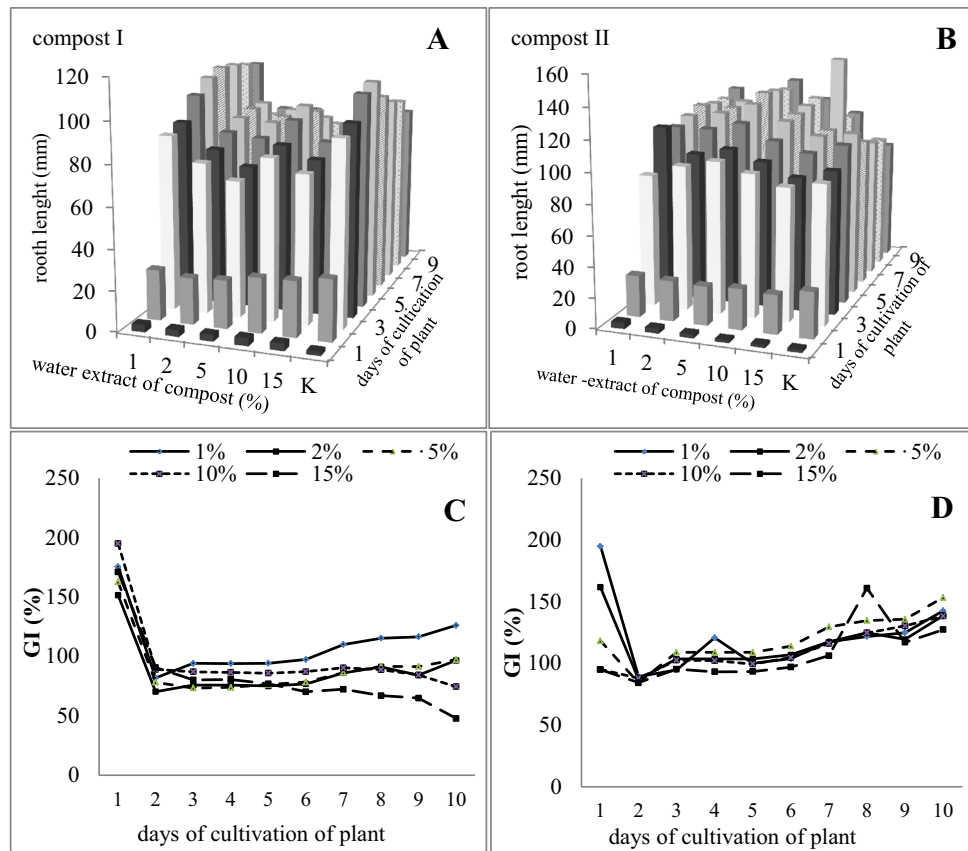 compost I
A
rooth lenght (mm)
120
100
80
60
40
20
0
1 2 5 10 15 K
water extract of compost (%)
1 3 5 7 9
days of cultication of plant
compost II
B
root lenght (mm)
160
140
120
100
80
60
40
20
0
1 2 5 10 15 K
water -extract of compost (%)
1 3 5 7 9
days of cultivation of plant
1% 2% 5%
10% 15%
C
GI (%)
250
200
150
100
50
0
1 2 3 4 5 6 7 8 9 10
days of cultivation of plant
1% 2% 5%
10% 15%
D
GI (%)
250
200
150
100
50
0
1 2 3 4 5 6 7 8 9 10
days of cultivation of plant